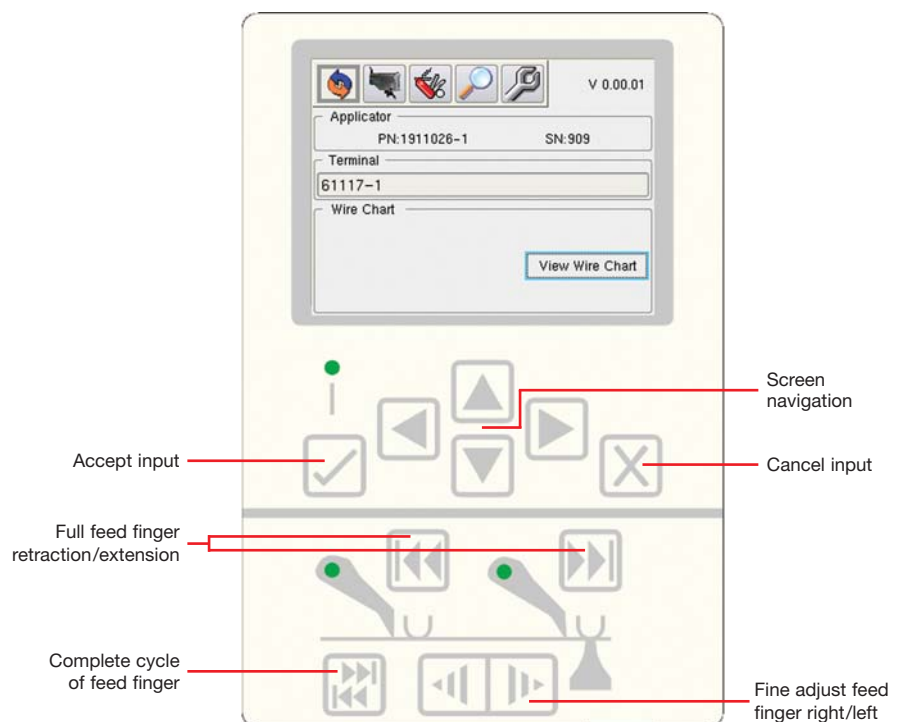 V 0.00.01
Applicator
PN:1911026-1 SN:909
Terminal
61117-1
Wire Chart
View Wire Chart
Screen
navigation
Accept input
Cancel input
Full feed finger
retraction/extension
Complete cycle
of feed finger
Fine adjust feed
finger right/left